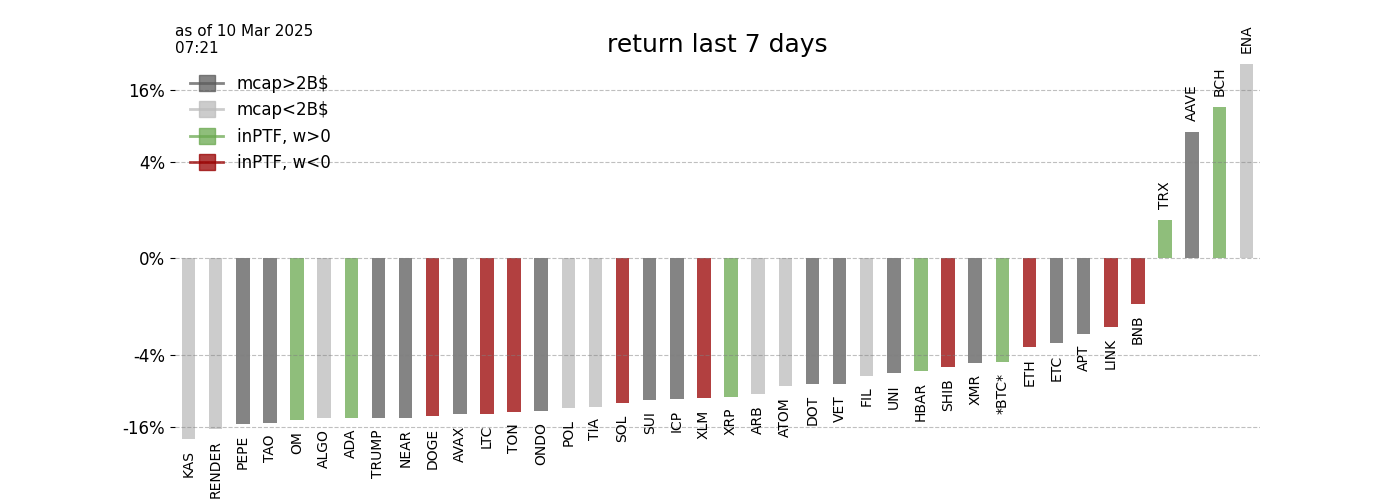 as of 10 Mar 2025
07:21
return last 7 days
mcap>2B$
mcap<2B$
inPTF, w>0
inPTF, w<0
16%
4%
0%
-4%
-16%
KAS
RENDER
PEPE
TAO
OM
ALGO
ADA
TRUMP
NEAR
DOGE
AVAX
LTC
TON
ONDO
POL
TIA
SOL
SUI
ICP
XLM
XRP
ARB
ATOM
DOT
VET
FIL
UNI
HBAR
SHIB
XMR
*BTC*
ETH
ETC
APT
LINK
BNB
TRX
AAVE
BCH
ENA